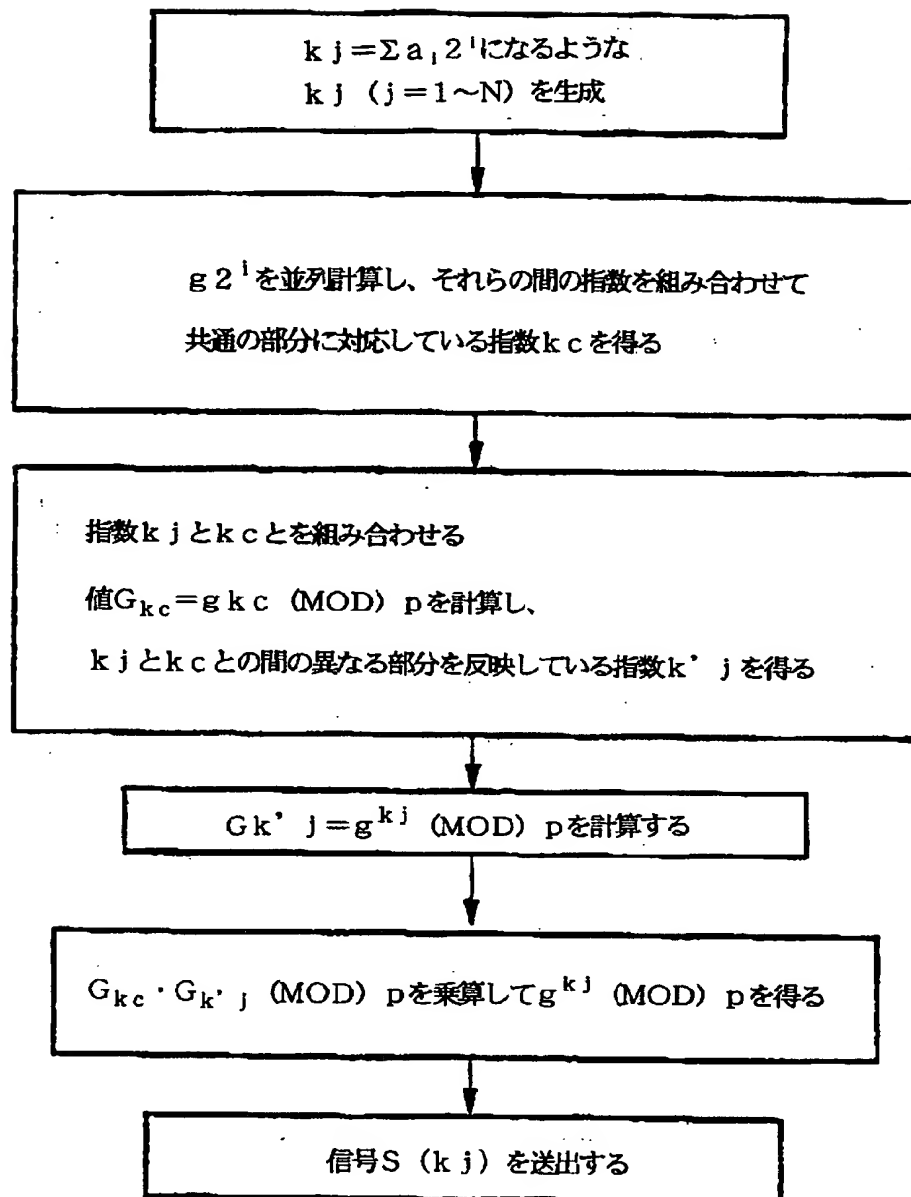 kj=Σaᵢ2ⁱになるような
kj (j=1~N) を生成
g2ⁱを並列計算し、それらの間の指数を組み合わせて
共通の部分に対応している指数kcを得る
指数kjとkcとを組み合わせる
値G_kc=gkc (MOD) pを計算し、
kjとkcとの間の異なる部分を反映している指数k'jを得る
Gk'j=g^kj (MOD) pを計算する
G_kc・G_k'j (MOD) pを乗算してg^kj (MOD) pを得る
信号S (kj) を送出する